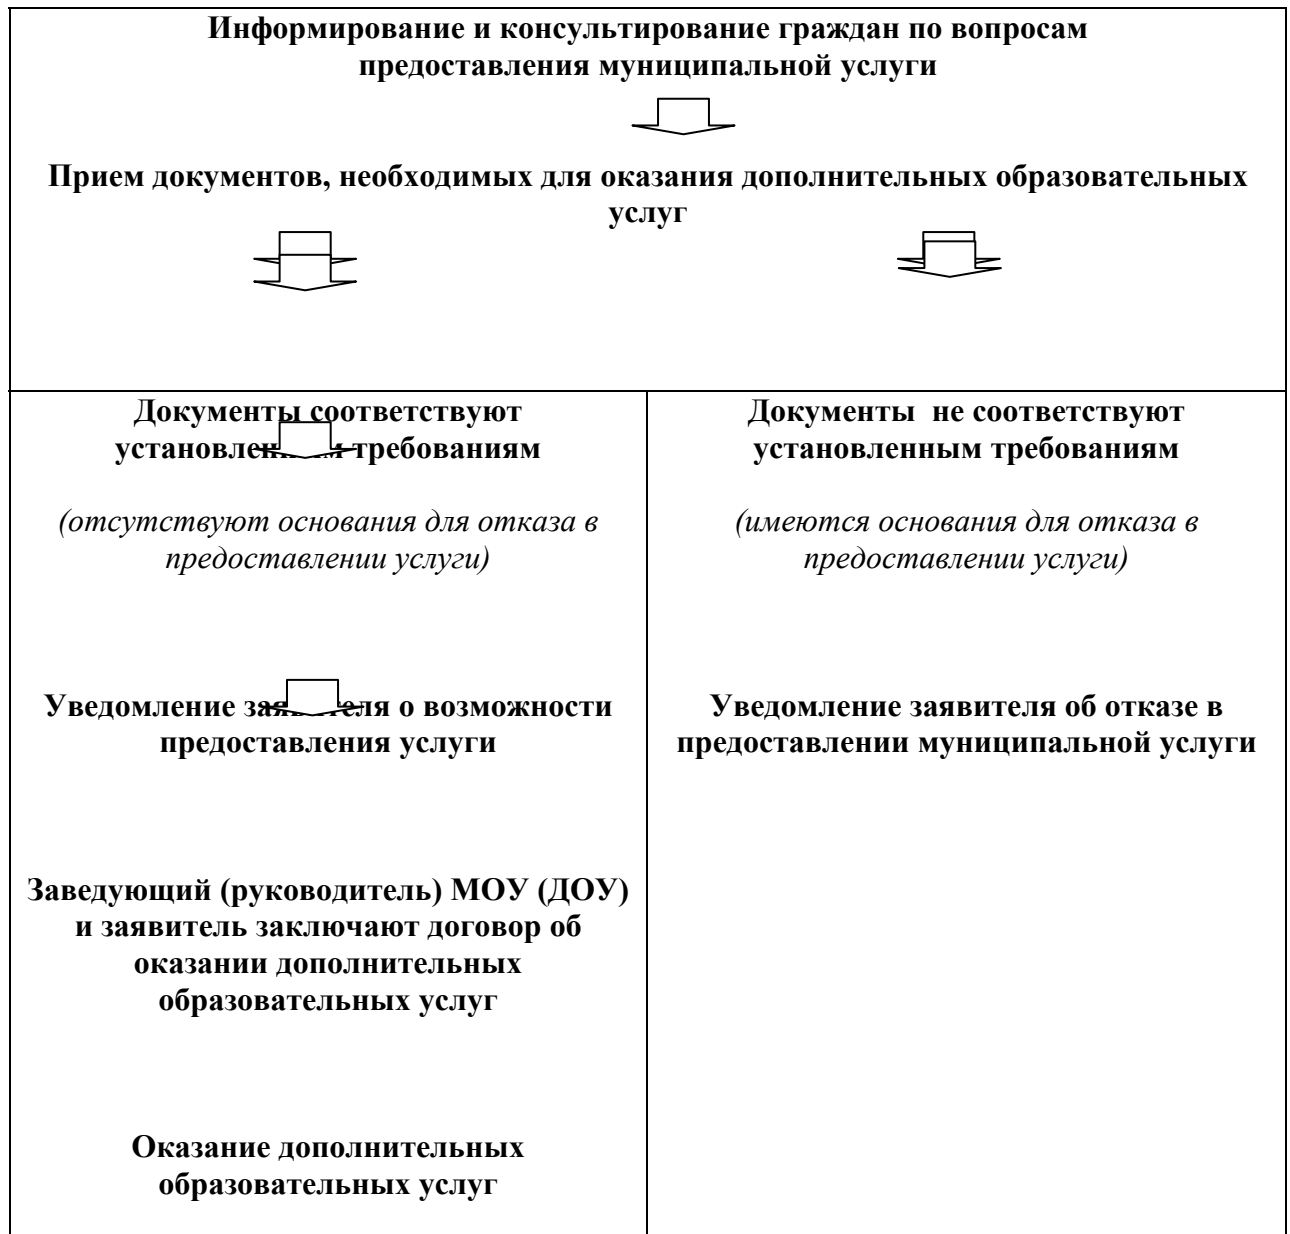 Информирование и консультирование граждан по вопросам
предоставления муниципальной услуги
Прием документов, необходимых для оказания дополнительных образовательных
услуг
Документы соответствуют
установленным требованиям
(отсутствуют основания для отказа в
предоставлении услуги)
Уведомление заявителя о возможности
предоставления услуги
Заведующий (руководитель) МОУ (ДОУ)
и заявитель заключают договор об
оказании дополнительных
образовательных услуг
Оказание дополнительных
образовательных услуг
Документы  не соответствуют
установленным требованиям
(имеются основания для отказа в
предоставлении услуги)
Уведомление заявителя об отказе в
предоставлении муниципальной услуги